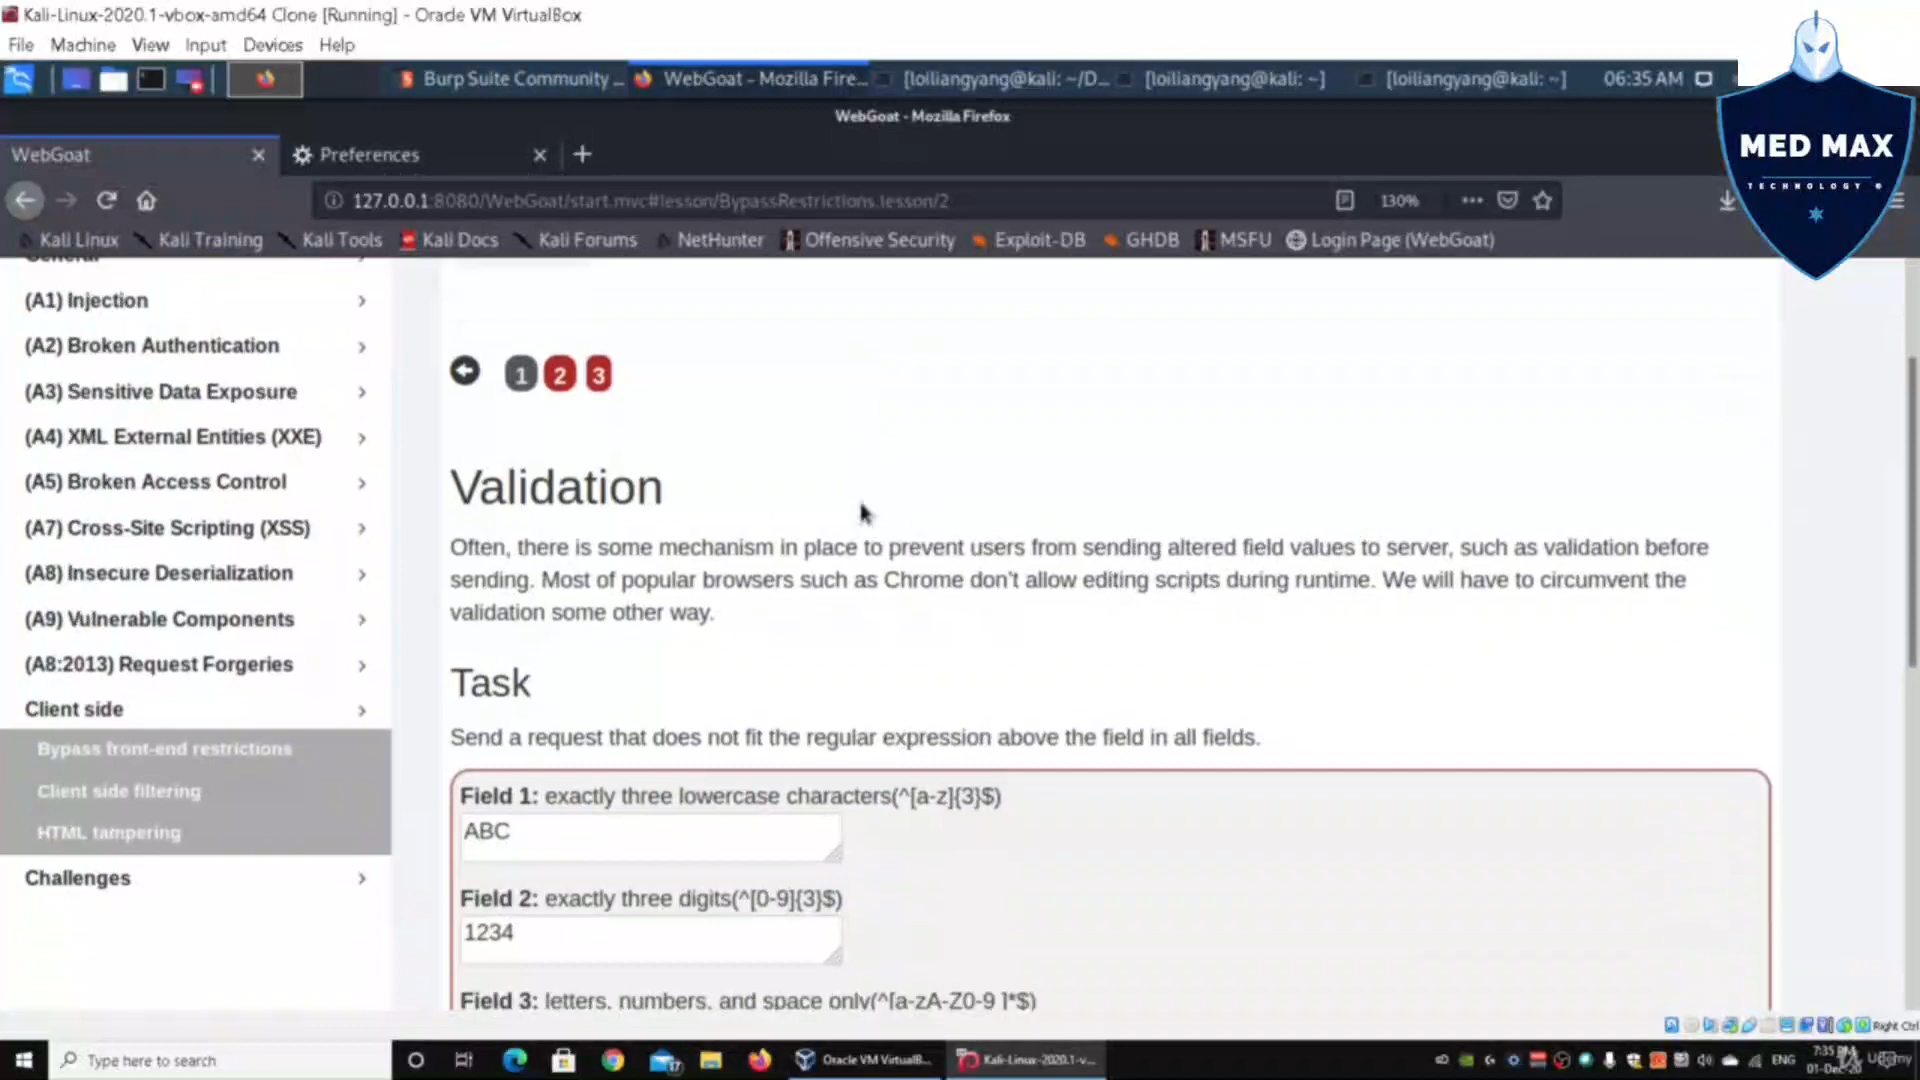 Kali-Linux-2020.1-vbox-amd64 Clone [Running] - Oracle VM VirtualBox
File Machine View Input Devices Help
Burp Suite Community ... WebGoat - Mozilla Fire... [loiliangyang@kali: ~/D... [loiliangyang@kali: ~] [loiliangyang@kali: ~] 06:35 AM
WebGoat - Mozilla Firefox
MED MAX
TECHNOLOGY
WebGoat Preferences
127.0.0.1:8080/WebGoat/start.mvc#lesson/BypassRestrictions.lesson/2 130%
Kali Linux Kali Training Kali Tools Kali Docs Kali Forums NetHunter Offensive Security Exploit-DB GHDB MSFU Login Page (WebGoat)
General
(A1) Injection
(A2) Broken Authentication
(A3) Sensitive Data Exposure
(A4) XML External Entities (XXE)
(A5) Broken Access Control
(A7) Cross-Site Scripting (XSS)
(A8) Insecure Deserialization
(A9) Vulnerable Components
(A8:2013) Request Forgeries
Client side
Bypass front-end restrictions
Client side filtering
HTML tampering
Challenges
1 2 3
Validation
Often, there is some mechanism in place to prevent users from sending altered field values to server, such as validation before
sending. Most of popular browsers such as Chrome don't allow editing scripts during runtime. We will have to circumvent the
validation some other way.
Task
Send a request that does not fit the regular expression above the field in all fields.
Field 1: exactly three lowercase characters(^[a-z]{3}$)
ABC
Field 2: exactly three digits(^[0-9]{3}$)
1234
Field 3: letters, numbers, and space only(^[a-zA-Z0-9 ]*$)
Right Ctrl
Type here to search
17
Oracle VM VirtualB... Kali-Linux-2020.1-v...
ENG
7:35 PM
Udemy